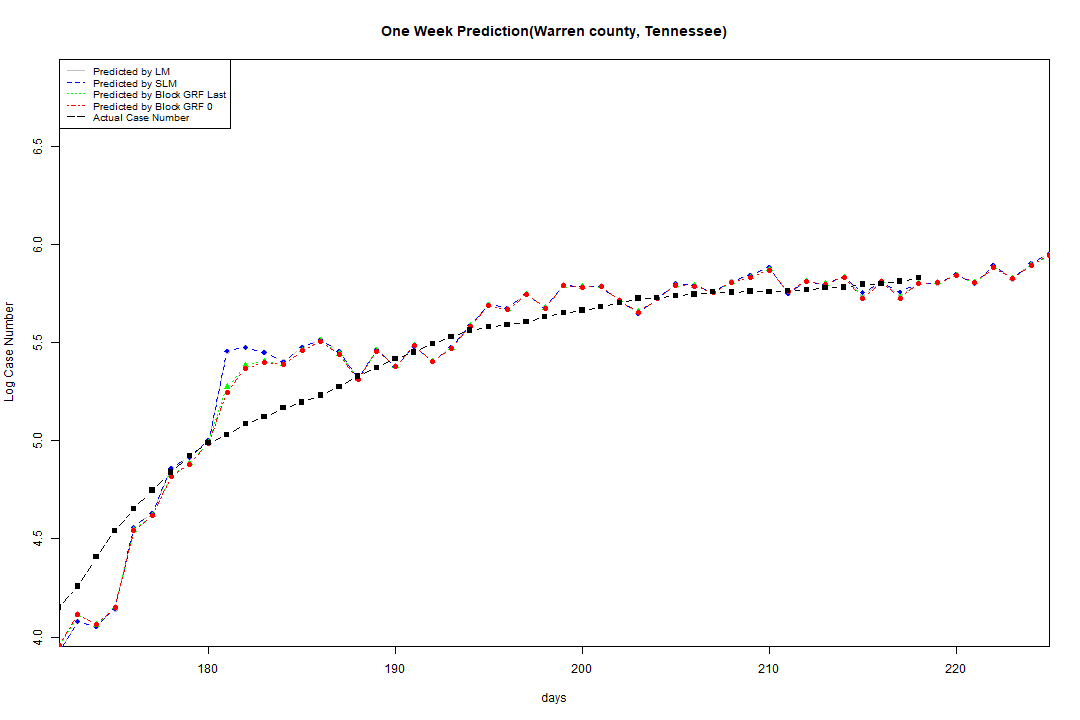 One Week Prediction(Warren county, Tennessee)
Predicted by LM
Predicted by SLM
Predicted by Block GRF Last
Predicted by Block GRF 0
Actual Case Number
6.5
6.0
5.5
5.0
4.5
4.0
Log Case Number
180 190 200 210 220
days